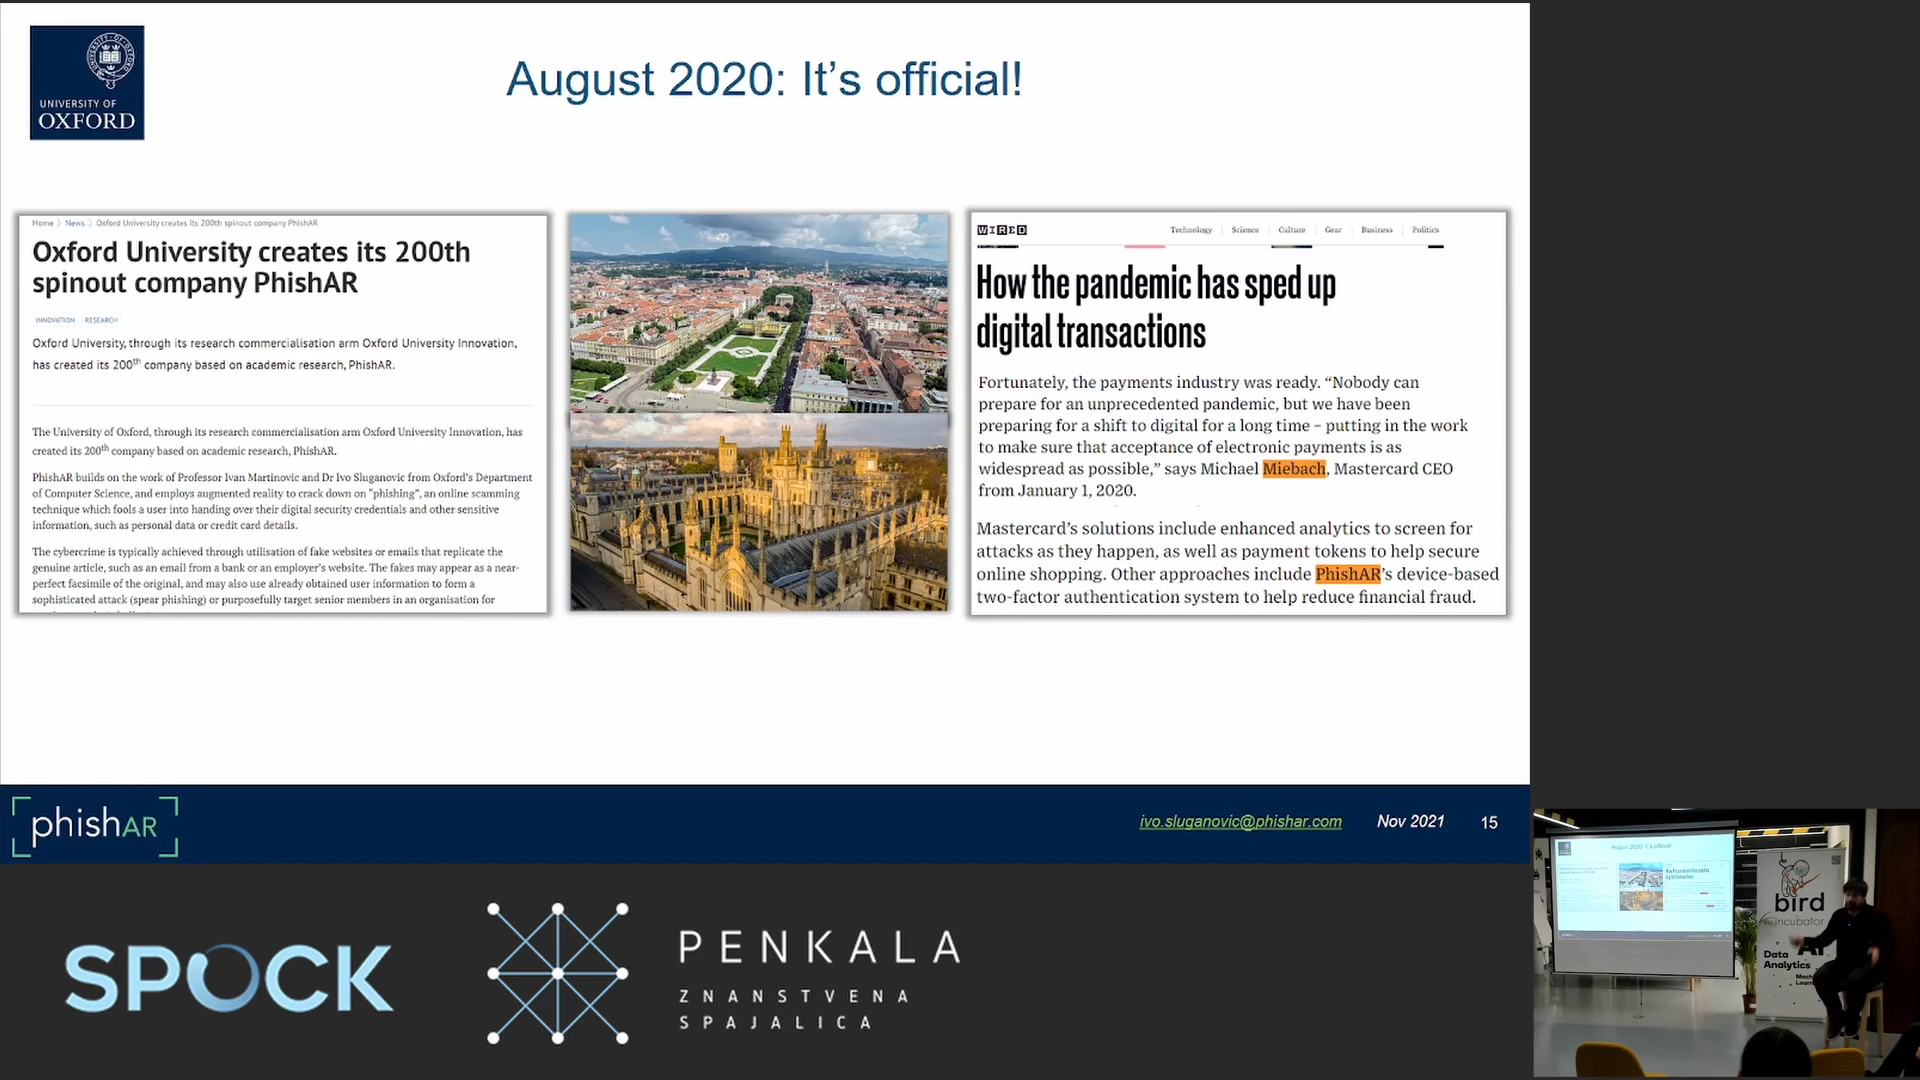 UNIVERSITY OF
OXFORD
August 2020: It’s official!
Home 〉 News 〉 Oxford University creates its 200th spinout company PhishAR
Oxford University creates its 200th
spinout company PhishAR
INNOVATION RESEARCH
Oxford University, through its research commercialisation arm Oxford University Innovation,
has created its 200th company based on academic research, PhishAR.
The University of Oxford, through its research commercialisation arm Oxford University Innovation, has
created its 200th company based on academic research, PhishAR.
PhishAR builds on the work of Professor Ivan Martinovic and Dr Ivo Sluganovic from Oxford’s Department
of Computer Science, and employs augmented reality to crack down on “phishing”, an online scamming
technique which fools a user into handing over their digital security credentials and other sensitive
information, such as personal data or credit card details.
The cybercrime is typically achieved through utilisation of fake websites or emails that replicate the
genuine article, such as an email from a bank or an employer’s website. The fakes may appear as a near-
perfect facsimile of the original, and may also use already obtained user information to form a
sophisticated attack (spear phishing) or purposefully target senior members in an organisation for
WIRED
Technology Science Culture Gear Business Politics
How the pandemic has sped up
digital transactions
Fortunately, the payments industry was ready. “Nobody can
prepare for an unprecedented pandemic, but we have been
preparing for a shift to digital for a long time – putting in the work
to make sure that acceptance of electronic payments is as
widespread as possible,” says Michael Miebach, Mastercard CEO
from January 1, 2020.
Mastercard’s solutions include enhanced analytics to screen for
attacks as they happen, as well as payment tokens to help secure
online shopping. Other approaches include PhishAR’s device-based
two-factor authentication system to help reduce financial fraud.
phishAR
ivo.sluganovic@phishar.com Nov 2021 15
SPOCK
PENKALA
ZNANSTVENA
SPAJALICA
August 2020: It’s official!
bird
incubator
Data AI
Analytics